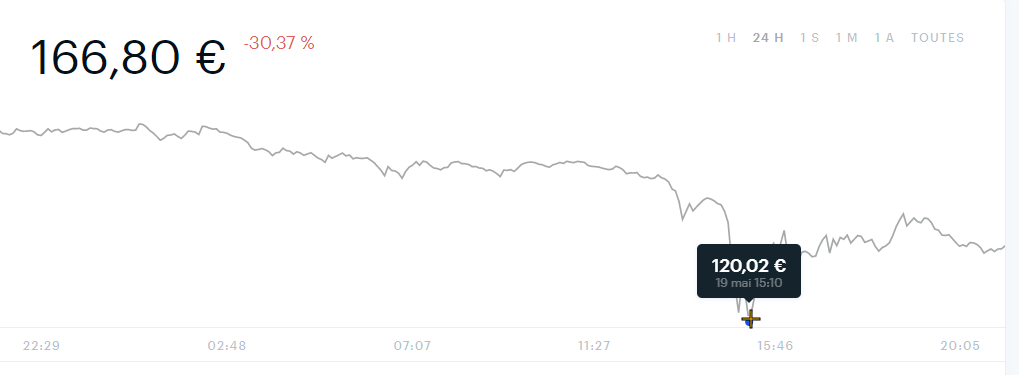 166,80 € -30,37 % 1 H 24 H 1 S 1 M 1 A TOUTES
120,02 €
19 mai 15:10
22:29 02:48 07:07 11:27 15:46 20:05